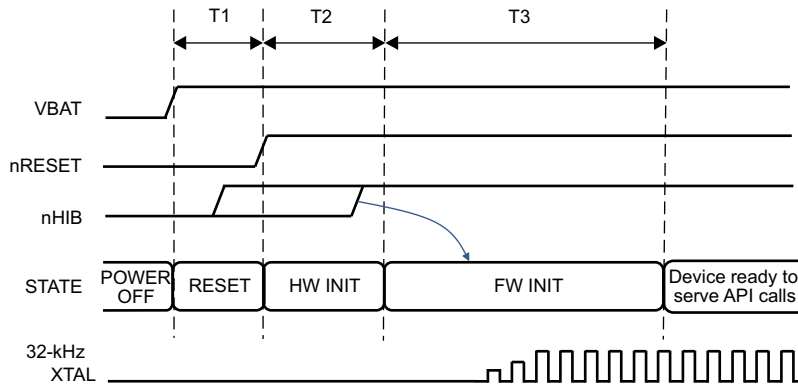 T1 T2 T3
VBAT
nRESET
nHIB
STATE
POWER
OFF
RESET
HW INIT
FW INIT
Device ready to
serve API calls
32-kHz
XTAL